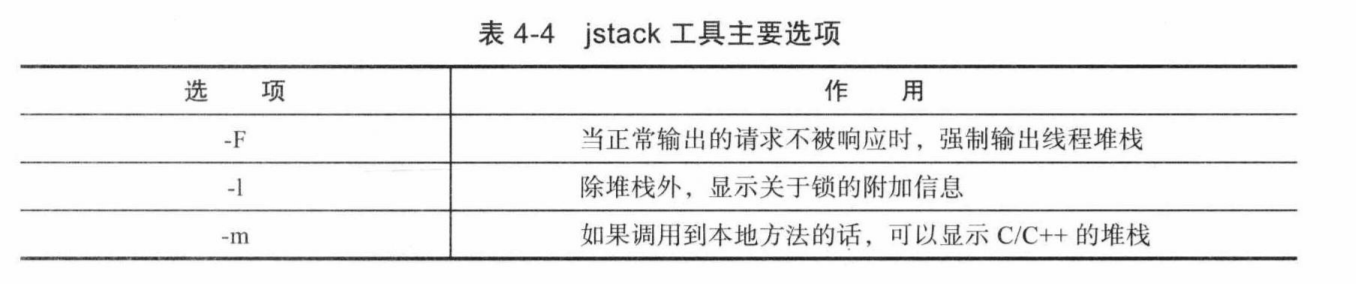 表 4-4 jstack 工具主要选项
选 项 作 用
-F 当正常输出的请求不被响应时，强制输出线程堆栈
-l 除堆栈外，显示关于锁的附加信息
-m 如果调用到本地方法的话，可以显示 C/C++ 的堆栈